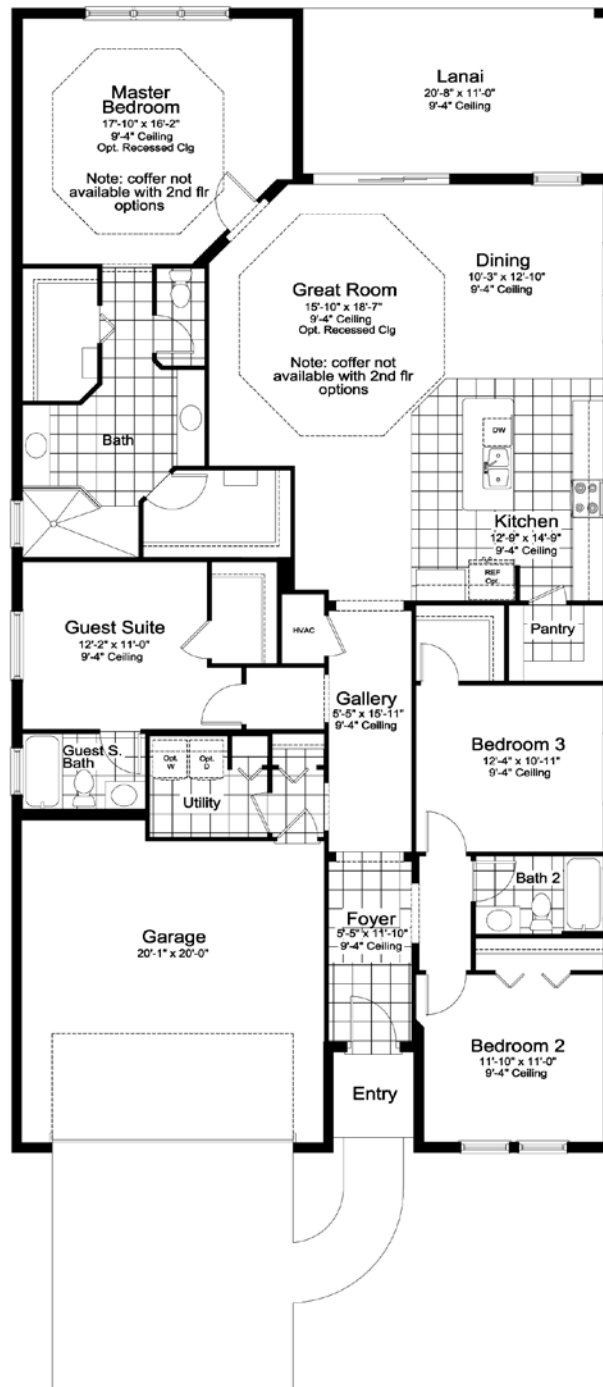 Master
Bedroom
17'-10" x 16'-2"
9'-4" Ceiling
Opt. Recessed Clg
Note: coffer not
available with 2nd flr
options
Lanai
20'-8" x 11'-0"
9'-4" Ceiling
Great Room
15'-10" x 18'-7"
9'-4" Ceiling
Opt. Recessed Clg
Note: coffer not
available with 2nd flr
options
Dining
10'-3" x 12'-10"
9'-4" Ceiling
Bath
DW
Kitchen
12'-9" x 14'-9"
9'-4" Ceiling
REF
Opt.
Pantry
Guest Suite
12'-2" x 11'-0"
9'-4" Ceiling
HVAC
Gallery
5'-5" x 15'-11"
9'-4" Ceiling
Bedroom 3
12'-4" x 10'-11"
9'-4" Ceiling
Guest S.
Bath
Opt.
W
Opt.
D
Utility
Bath 2
Foyer
5'-5" x 11'-10"
9'-4" Ceiling
Garage
20'-1" x 20'-0"
Bedroom 2
11'-10" x 11'-0"
9'-4" Ceiling
Entry